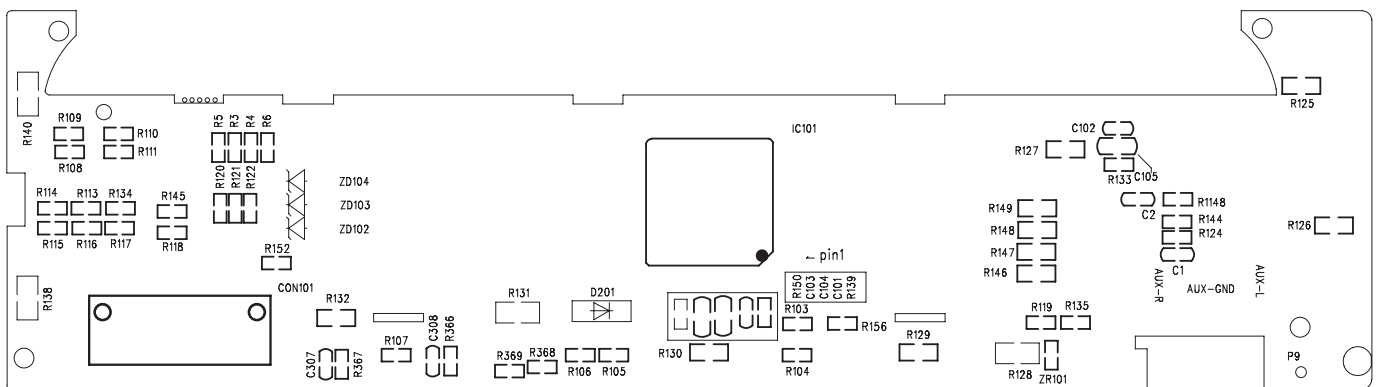 R140
R109
R110
R108
R111
R5
R3
R4
R6
R120
R121
R122
ZD104
ZD103
ZD102
R114
R113
R134
R145
R115
R116
R117
R118
R152
R138
CON101
R132
C307
R367
R107
C308
R366
R131
D201
R369
R368
R106
R105
IC101
← pin1
R150
C103
C104
C101
R139
R103
R156
R130
R104
R129
R127
C102
R133
C105
C2
R1148
R149
R144
R148
R124
R147
C1
R146
AUX-R
AUX-GND
AUX-L
R119
R135
R128
ZR101
R125
R126
P9